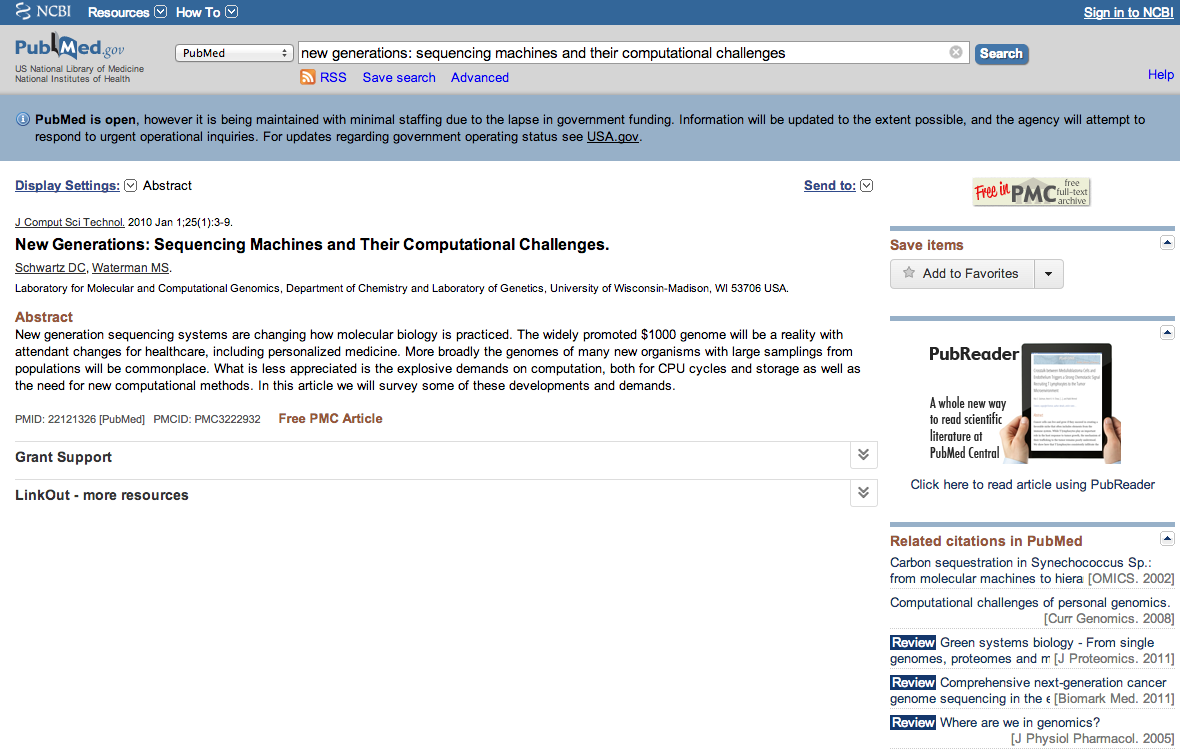 NCBI Resources How To Sign in to NCBI
PubMed.gov
US National Library of Medicine
National Institutes of Health
PubMed
new generations: sequencing machines and their computational challenges
Search
RSS Save search Advanced
Help
PubMed is open, however it is being maintained with minimal staffing due to the lapse in government funding. Information will be updated to the extent possible, and the agency will attempt to
respond to urgent operational inquiries. For updates regarding government operating status see USA.gov.
Display Settings: Abstract
Send to:
J Comput Sci Technol. 2010 Jan 1;25(1):3-9.
New Generations: Sequencing Machines and Their Computational Challenges.
Schwartz DC, Waterman MS.
Laboratory for Molecular and Computational Genomics, Department of Chemistry and Laboratory of Genetics, University of Wisconsin-Madison, WI 53706 USA.
Abstract
New generation sequencing systems are changing how molecular biology is practiced. The widely promoted $1000 genome will be a reality with
attendant changes for healthcare, including personalized medicine. More broadly the genomes of many new organisms with large samplings from
populations will be commonplace. What is less appreciated is the explosive demands on computation, both for CPU cycles and storage as well as
the need for new computational methods. In this article we will survey some of these developments and demands.
PMID: 22121326 [PubMed] PMCID: PMC3222932 Free PMC Article
Grant Support
LinkOut - more resources
Free in PMC free
full-text
archive
Save items
Add to Favorites
PubReader
A whole new way
to read scientific
literature at
PubMed Central
Click here to read article using PubReader
Related citations in PubMed
Carbon sequestration in Synechococcus Sp.:
from molecular machines to hiera [OMICS. 2002]
Computational challenges of personal genomics.
[Curr Genomics. 2008]
Review Green systems biology - From single
genomes, proteomes and m [J Proteomics. 2011]
Review Comprehensive next-generation cancer
genome sequencing in the e [Biomark Med. 2011]
Review Where are we in genomics?
[J Physiol Pharmacol. 2005]